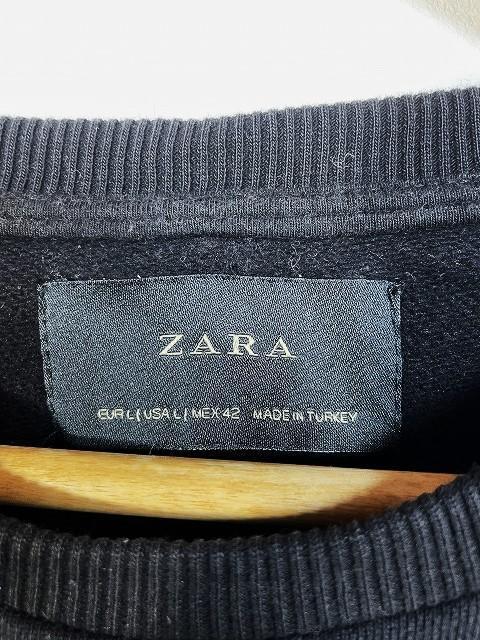 ZARA
EUR L | USA L | MEX 42 MADE IN TURKEY